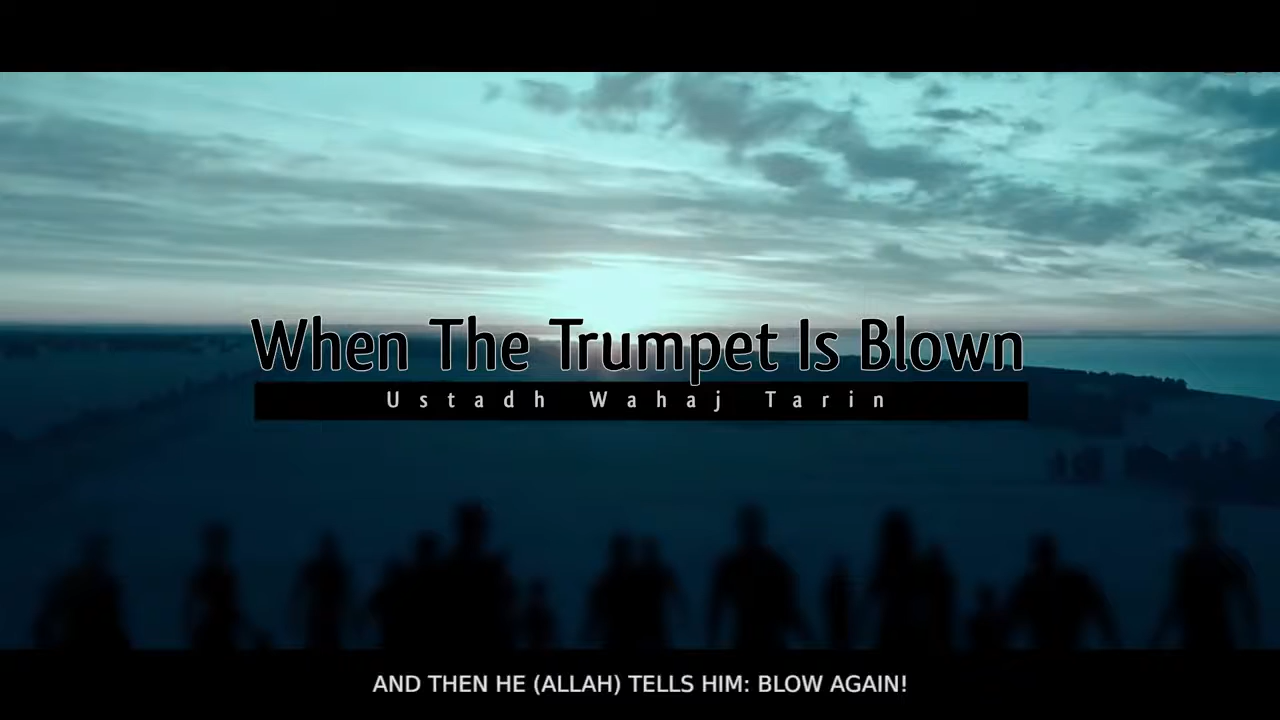 When The Trumpet Is Blown
Ustadh Wahaj Tarin
AND THEN HE (ALLAH) TELLS HIM: BLOW AGAIN!